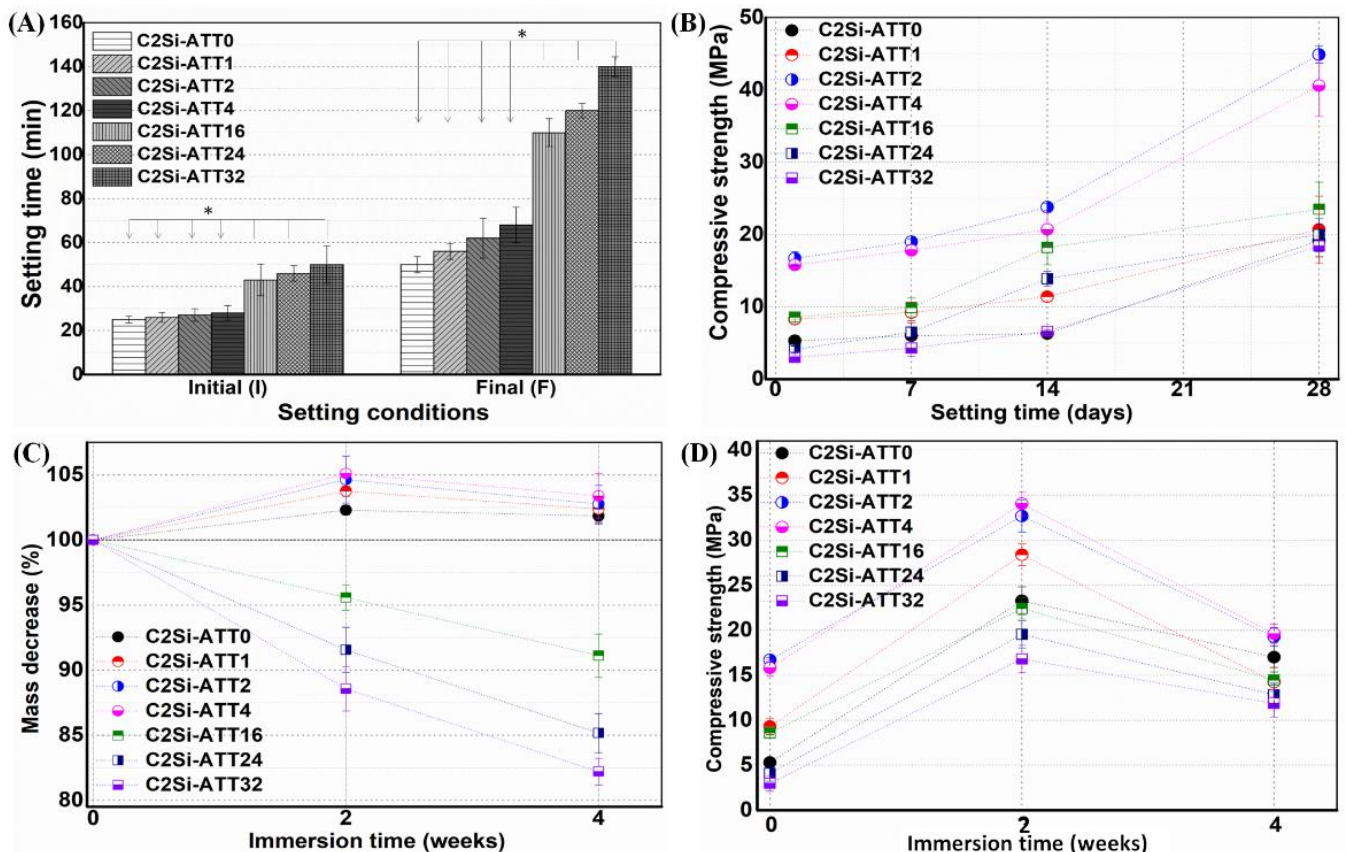 (A)
C2Si-ATT0
C2Si-ATT1
C2Si-ATT2
C2Si-ATT4
C2Si-ATT16
C2Si-ATT24
C2Si-ATT32
*
*
160
140
120
100
80
60
40
20
0
Setting time (min)
Initial (I)
Final (F)
Setting conditions
(B)
C2Si-ATT0
C2Si-ATT1
C2Si-ATT2
C2Si-ATT4
C2Si-ATT16
C2Si-ATT24
C2Si-ATT32
50
40
30
20
10
0
Compressive strength (MPa)
0 7 14 21 28
Setting time (days)
(C)
105
100
95
90
85
80
Mass decrease (%)
C2Si-ATT0
C2Si-ATT1
C2Si-ATT2
C2Si-ATT4
C2Si-ATT16
C2Si-ATT24
C2Si-ATT32
0 2 4
Immersion time (weeks)
(D)
C2Si-ATT0
C2Si-ATT1
C2Si-ATT2
C2Si-ATT4
C2Si-ATT16
C2Si-ATT24
C2Si-ATT32
40
35
30
25
20
15
10
5
0
Compressive strength (MPa)
0 2 4
Immersion time (weeks)